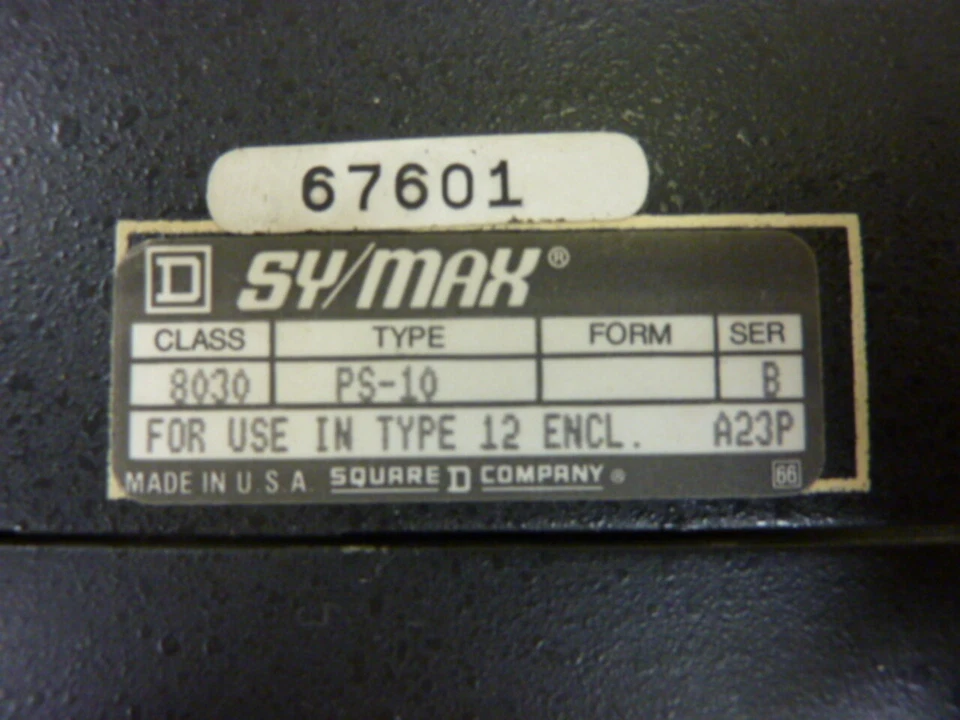 67601
D SY/MAX®
CLASS TYPE FORM SER
8030 PS-10 B
FOR USE IN TYPE 12 ENCL. A23P
MADE IN U.S.A. SQUARE D COMPANY ® 66